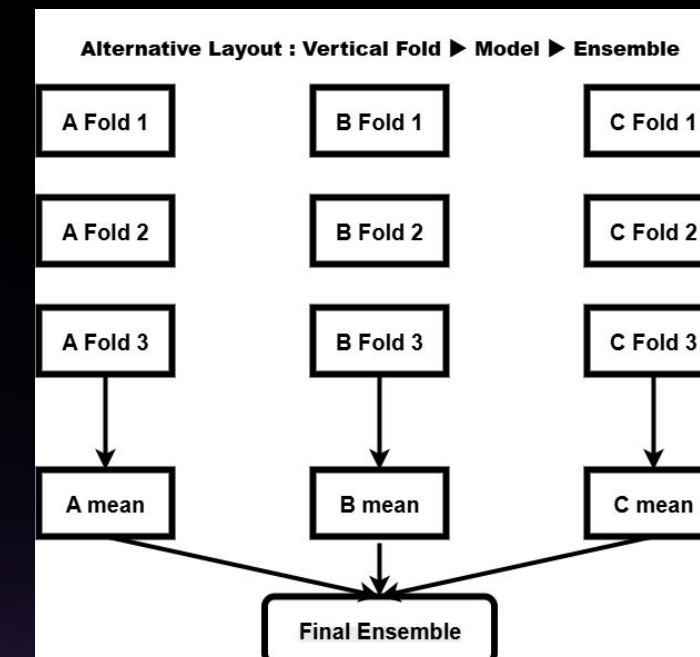 Alternative Layout : Vertical Fold ▶ Model ▶ Ensemble
A Fold 1
B Fold 1
C Fold 1
A Fold 2
B Fold 2
C Fold 2
A Fold 3
B Fold 3
C Fold 3
A mean
B mean
C mean
Final Ensemble